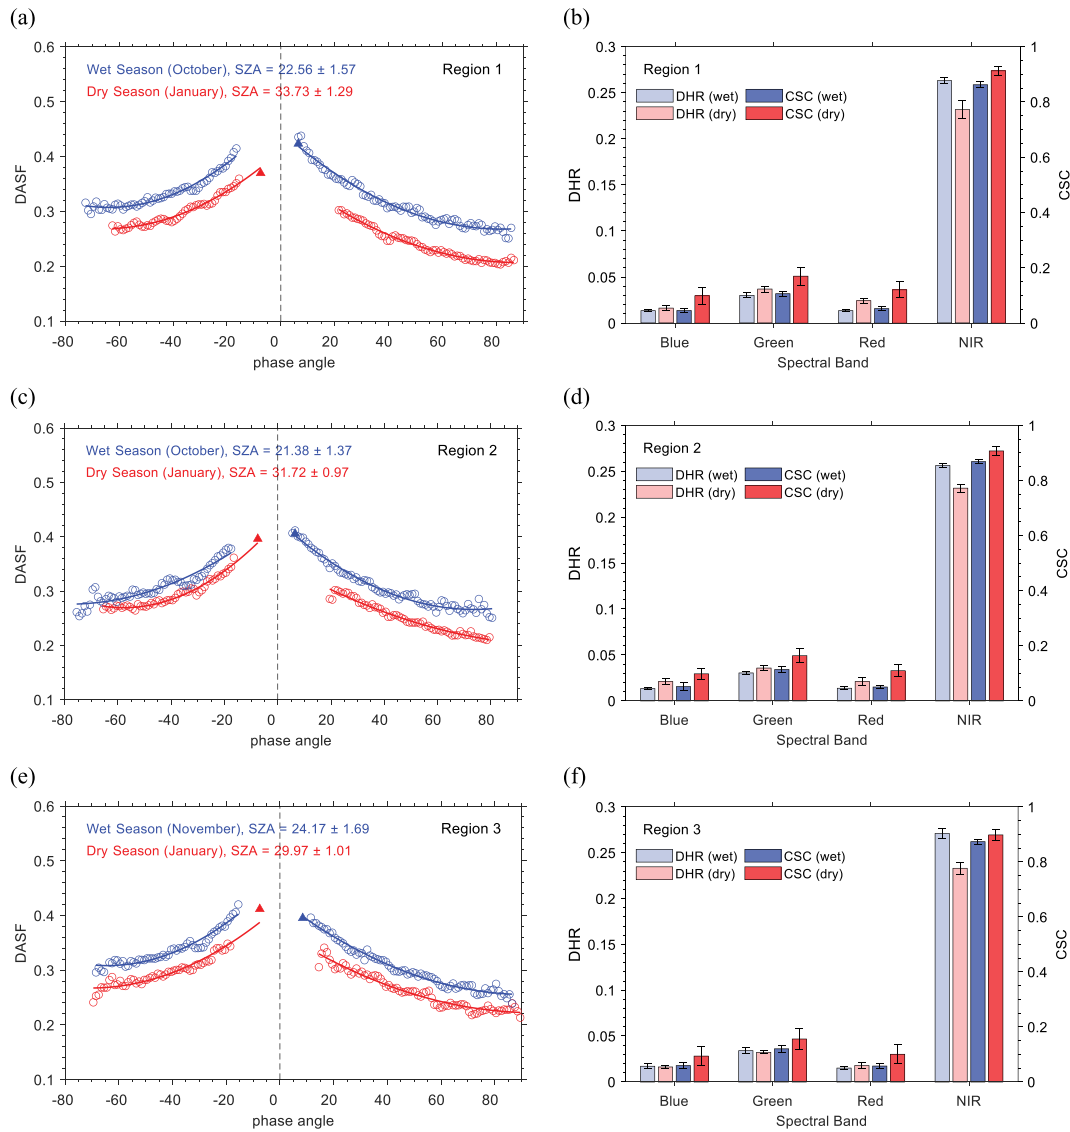 (a)
0.6
0.5
0.4
0.3
0.2
0.1
DASF
Wet Season (October), SZA = 22.56 ± 1.57
Dry Season (January), SZA = 33.73 ± 1.29
Region 1
-80 -60 -40 -20 0 20 40 60 80
phase angle
(b)
0.3
0.25
0.2
0.15
0.1
0.05
0
DHR
Region 1
DHR (wet) CSC (wet)
DHR (dry) CSC (dry)
1
0.8
0.6
0.4
0.2
0
CSC
Blue Green Red NIR
Spectral Band
(c)
0.6
0.5
0.4
0.3
0.2
0.1
DASF
Wet Season (October), SZA = 21.38 ± 1.37
Dry Season (January), SZA = 31.72 ± 0.97
Region 2
-80 -60 -40 -20 0 20 40 60 80
phase angle
(d)
0.3
0.25
0.2
0.15
0.1
0.05
0
DHR
Region 2
DHR (wet) CSC (wet)
DHR (dry) CSC (dry)
1
0.8
0.6
0.4
0.2
0
CSC
Blue Green Red NIR
Spectral Band
(e)
0.6
0.5
0.4
0.3
0.2
0.1
DASF
Wet Season (November), SZA = 24.17 ± 1.69
Dry Season (January), SZA = 29.97 ± 1.01
Region 3
-80 -60 -40 -20 0 20 40 60 80
phase angle
(f)
0.3
0.25
0.2
0.15
0.1
0.05
0
DHR
Region 3
DHR (wet) CSC (wet)
DHR (dry) CSC (dry)
1
0.8
0.6
0.4
0.2
0
CSC
Blue Green Red NIR
Spectral Band